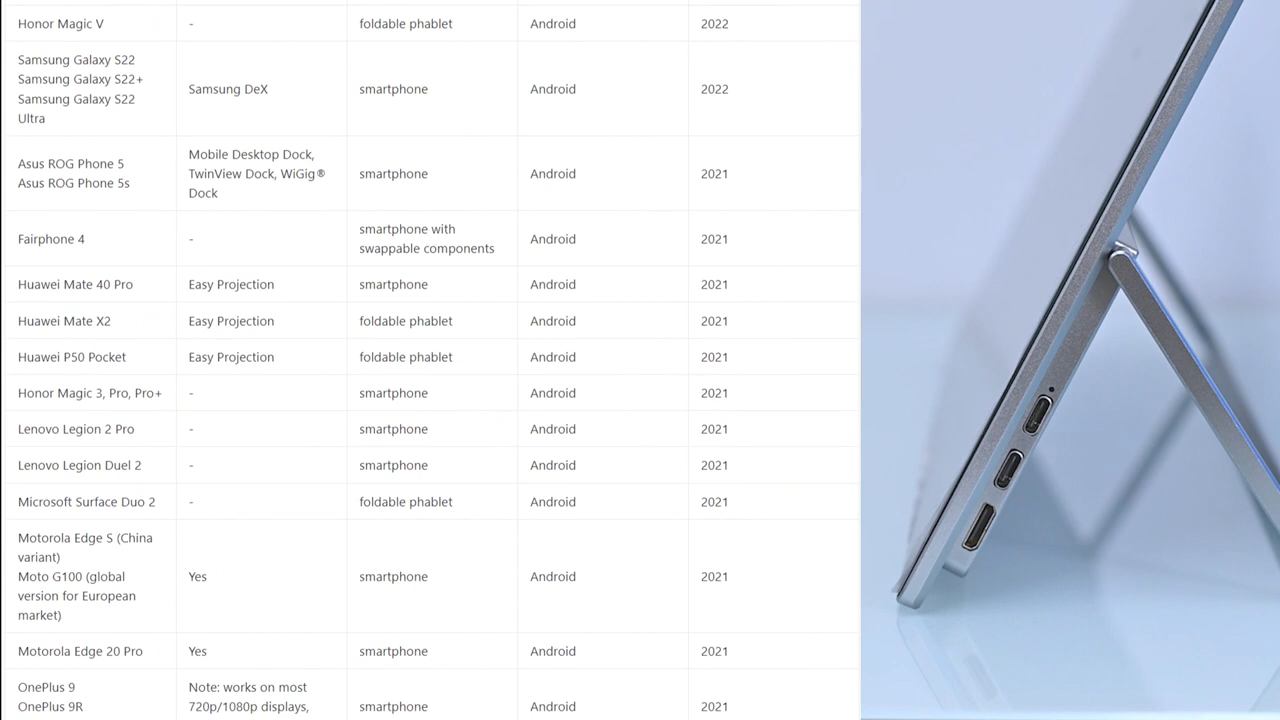 Honor Magic V - foldable phablet Android 2022
Samsung Galaxy S22
Samsung Galaxy S22+
Samsung Galaxy S22
Ultra
Samsung DeX smartphone Android 2022
Asus ROG Phone 5
Asus ROG Phone 5s
Mobile Desktop Dock,
TwinView Dock, WiGig®
Dock
smartphone Android 2021
Fairphone 4 -
smartphone with
swappable components
Android 2021
Huawei Mate 40 Pro Easy Projection smartphone Android 2021
Huawei Mate X2 Easy Projection foldable phablet Android 2021
Huawei P50 Pocket Easy Projection foldable phablet Android 2021
Honor Magic 3, Pro, Pro+ - smartphone Android 2021
Lenovo Legion 2 Pro - smartphone Android 2021
Lenovo Legion Duel 2 - smartphone Android 2021
Microsoft Surface Duo 2 - foldable phablet Android 2021
Motorola Edge S (China
variant)
Moto G100 (global
version for European
market)
Yes smartphone Android 2021
Motorola Edge 20 Pro Yes smartphone Android 2021
OnePlus 9
OnePlus 9R
Note: works on most
720p/1080p displays,
smartphone Android 2021